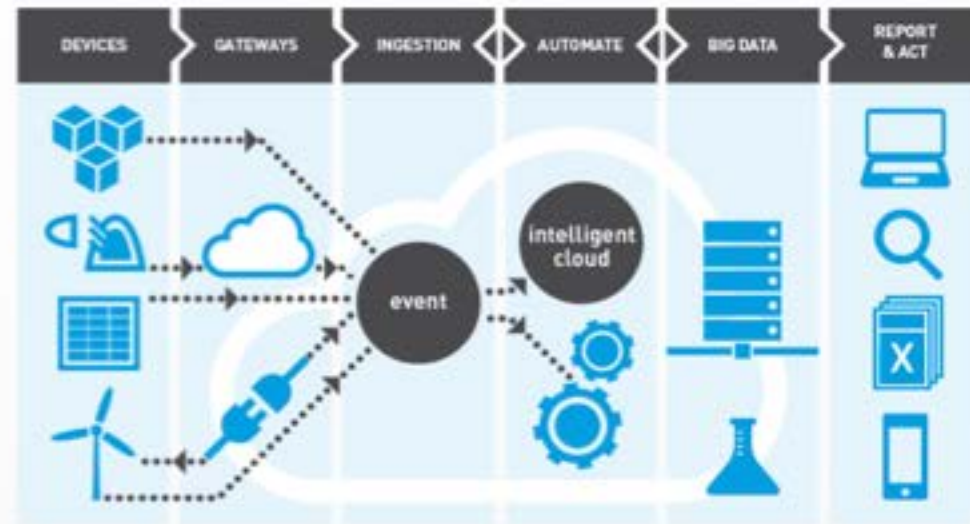 DEVICES
GATEWAYS
INGESTION
AUTOMATE
BIG DATA
REPORT
& ACT
intelligent
cloud
event
X